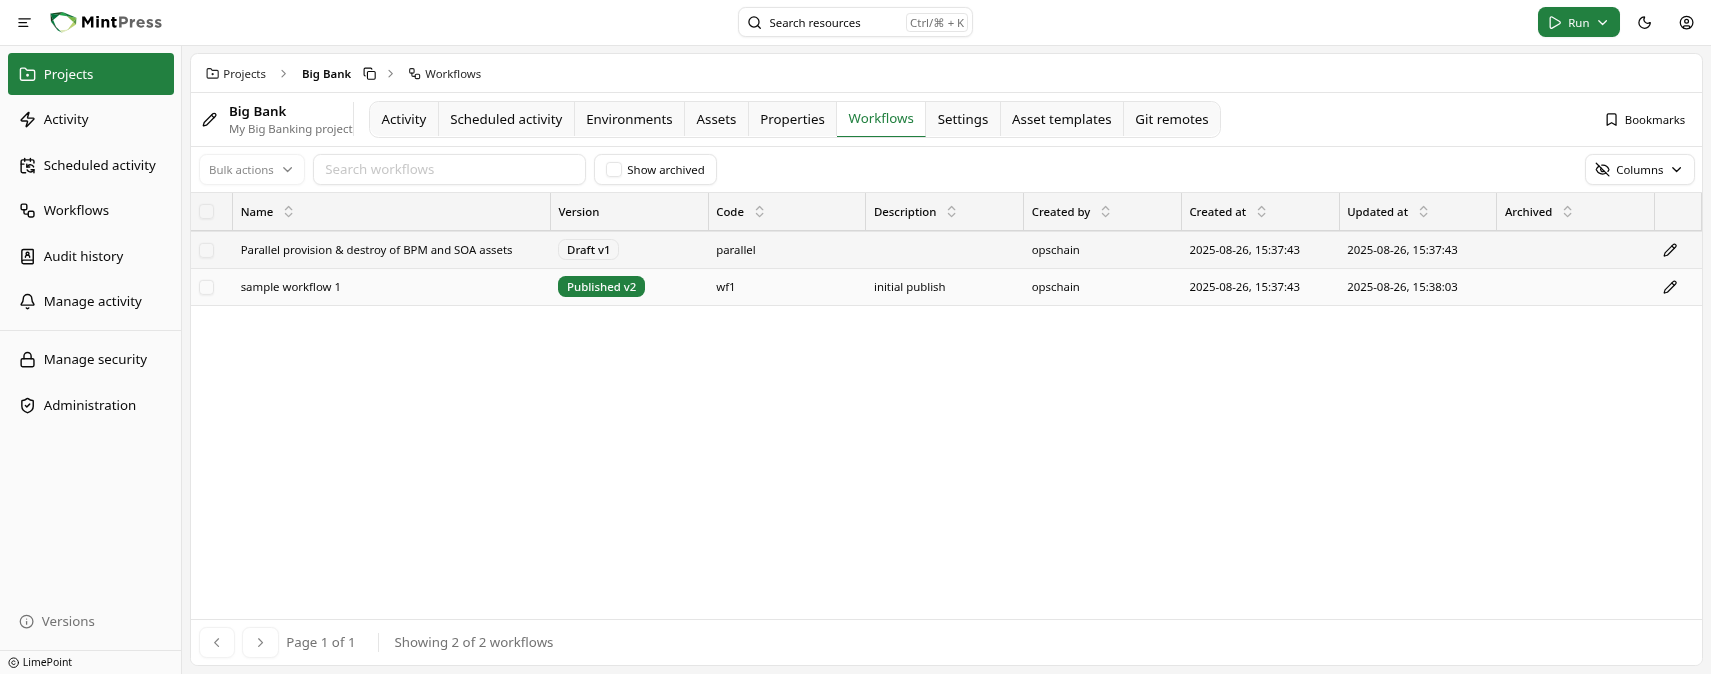 MintPress
Search resources Ctrl/⌘ + K
Run
Projects
Activity
Scheduled activity
Workflows
Audit history
Manage activity
Manage security
Administration
Versions
© LimePoint
Projects Big Bank Workflows
Big Bank
My Big Banking project
Activity Scheduled activity Environments Assets Properties Workflows Settings Asset templates Git remotes
Bookmarks
Bulk actions Search workflows Show archived Columns
Name Version Code Description Created by Created at Updated at Archived
Parallel provision & destroy of BPM and SOA assets Draft v1 parallel opschain 2025-08-26, 15:37:43 2025-08-26, 15:37:43
sample workflow 1 Published v2 wf1 initial publish opschain 2025-08-26, 15:37:43 2025-08-26, 15:38:03
Page 1 of 1 Showing 2 of 2 workflows